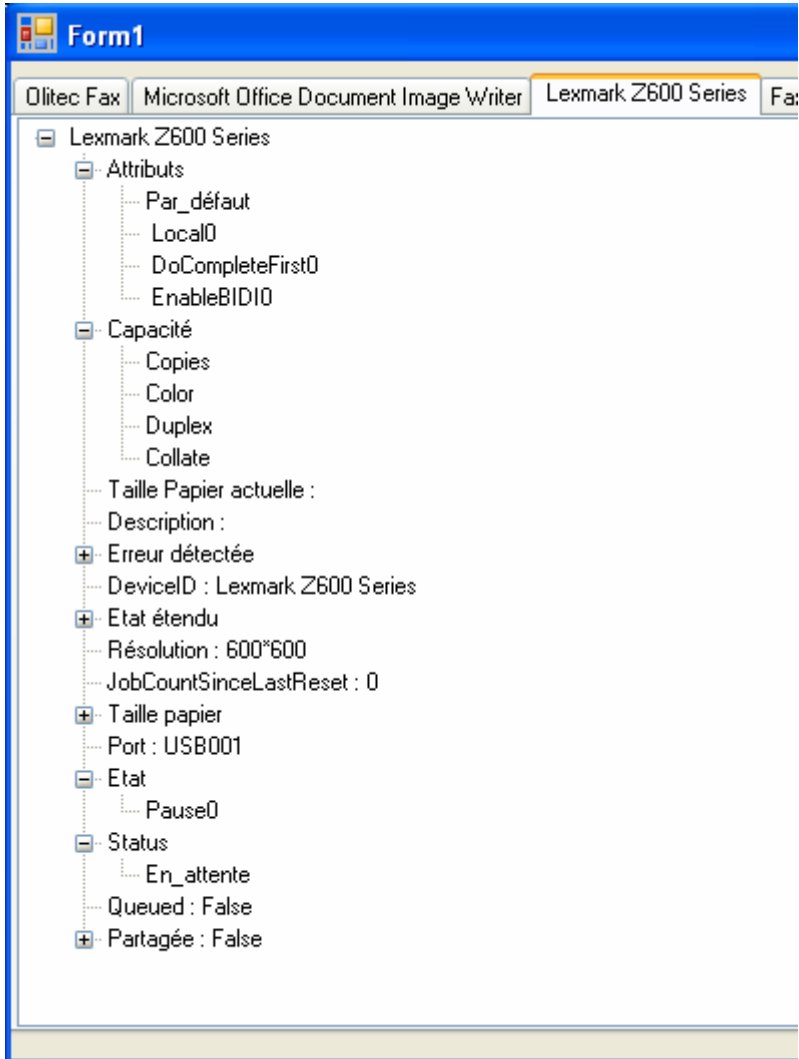 Form1
Olitec Fax Microsoft Office Document Image Writer Lexmark Z600 Series Fa
Lexmark Z600 Series
Attributs
Par_défaut
Local0
DoCompleteFirst0
EnableBIDI0
Capacité
Copies
Color
Duplex
Collate
Taille Papier actuelle :
Description :
Erreur détectée
DeviceID : Lexmark Z600 Series
Etat étendu
Résolution : 600*600
JobCountSinceLastReset : 0
Taille papier
Port : USB001
Etat
Pause0
Status
En_attente
Queued : False
Partagée : False